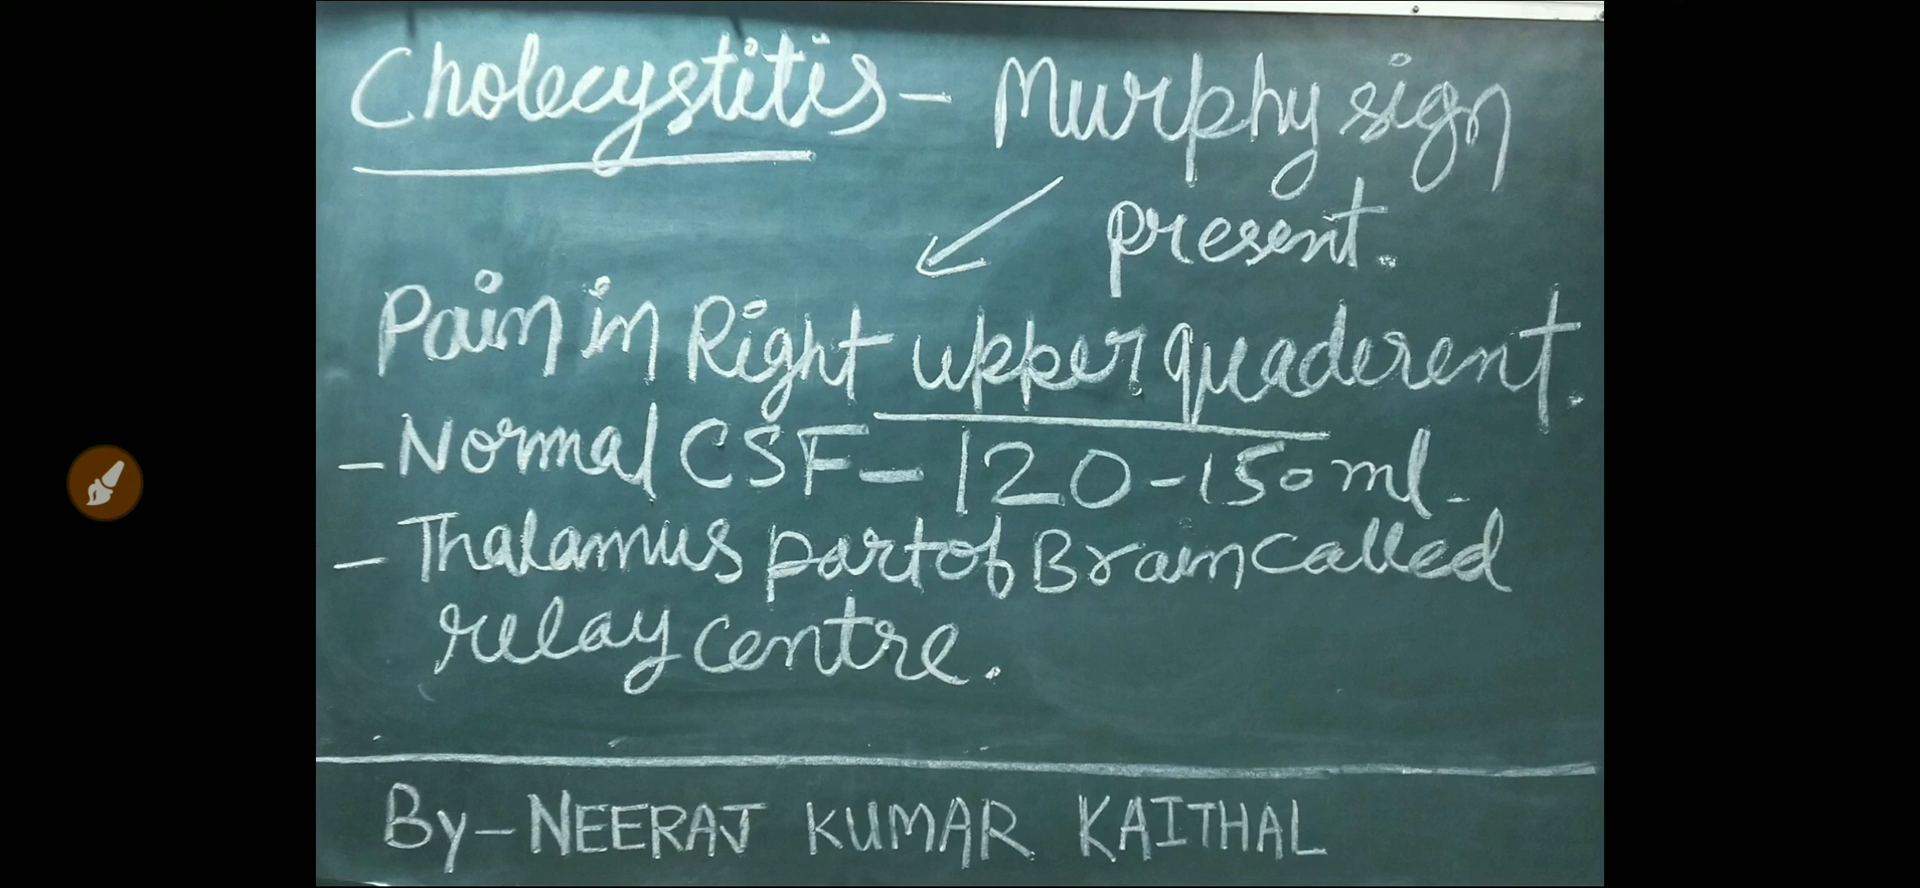 Cholecystitis - Murphy sign
present.
Pain in Right upper quaderent.
- Normal CSF - 120-150 ml.
- Thalamus part of Brain called
relay centre.
By - NEERAJ KUMAR KAITHAL